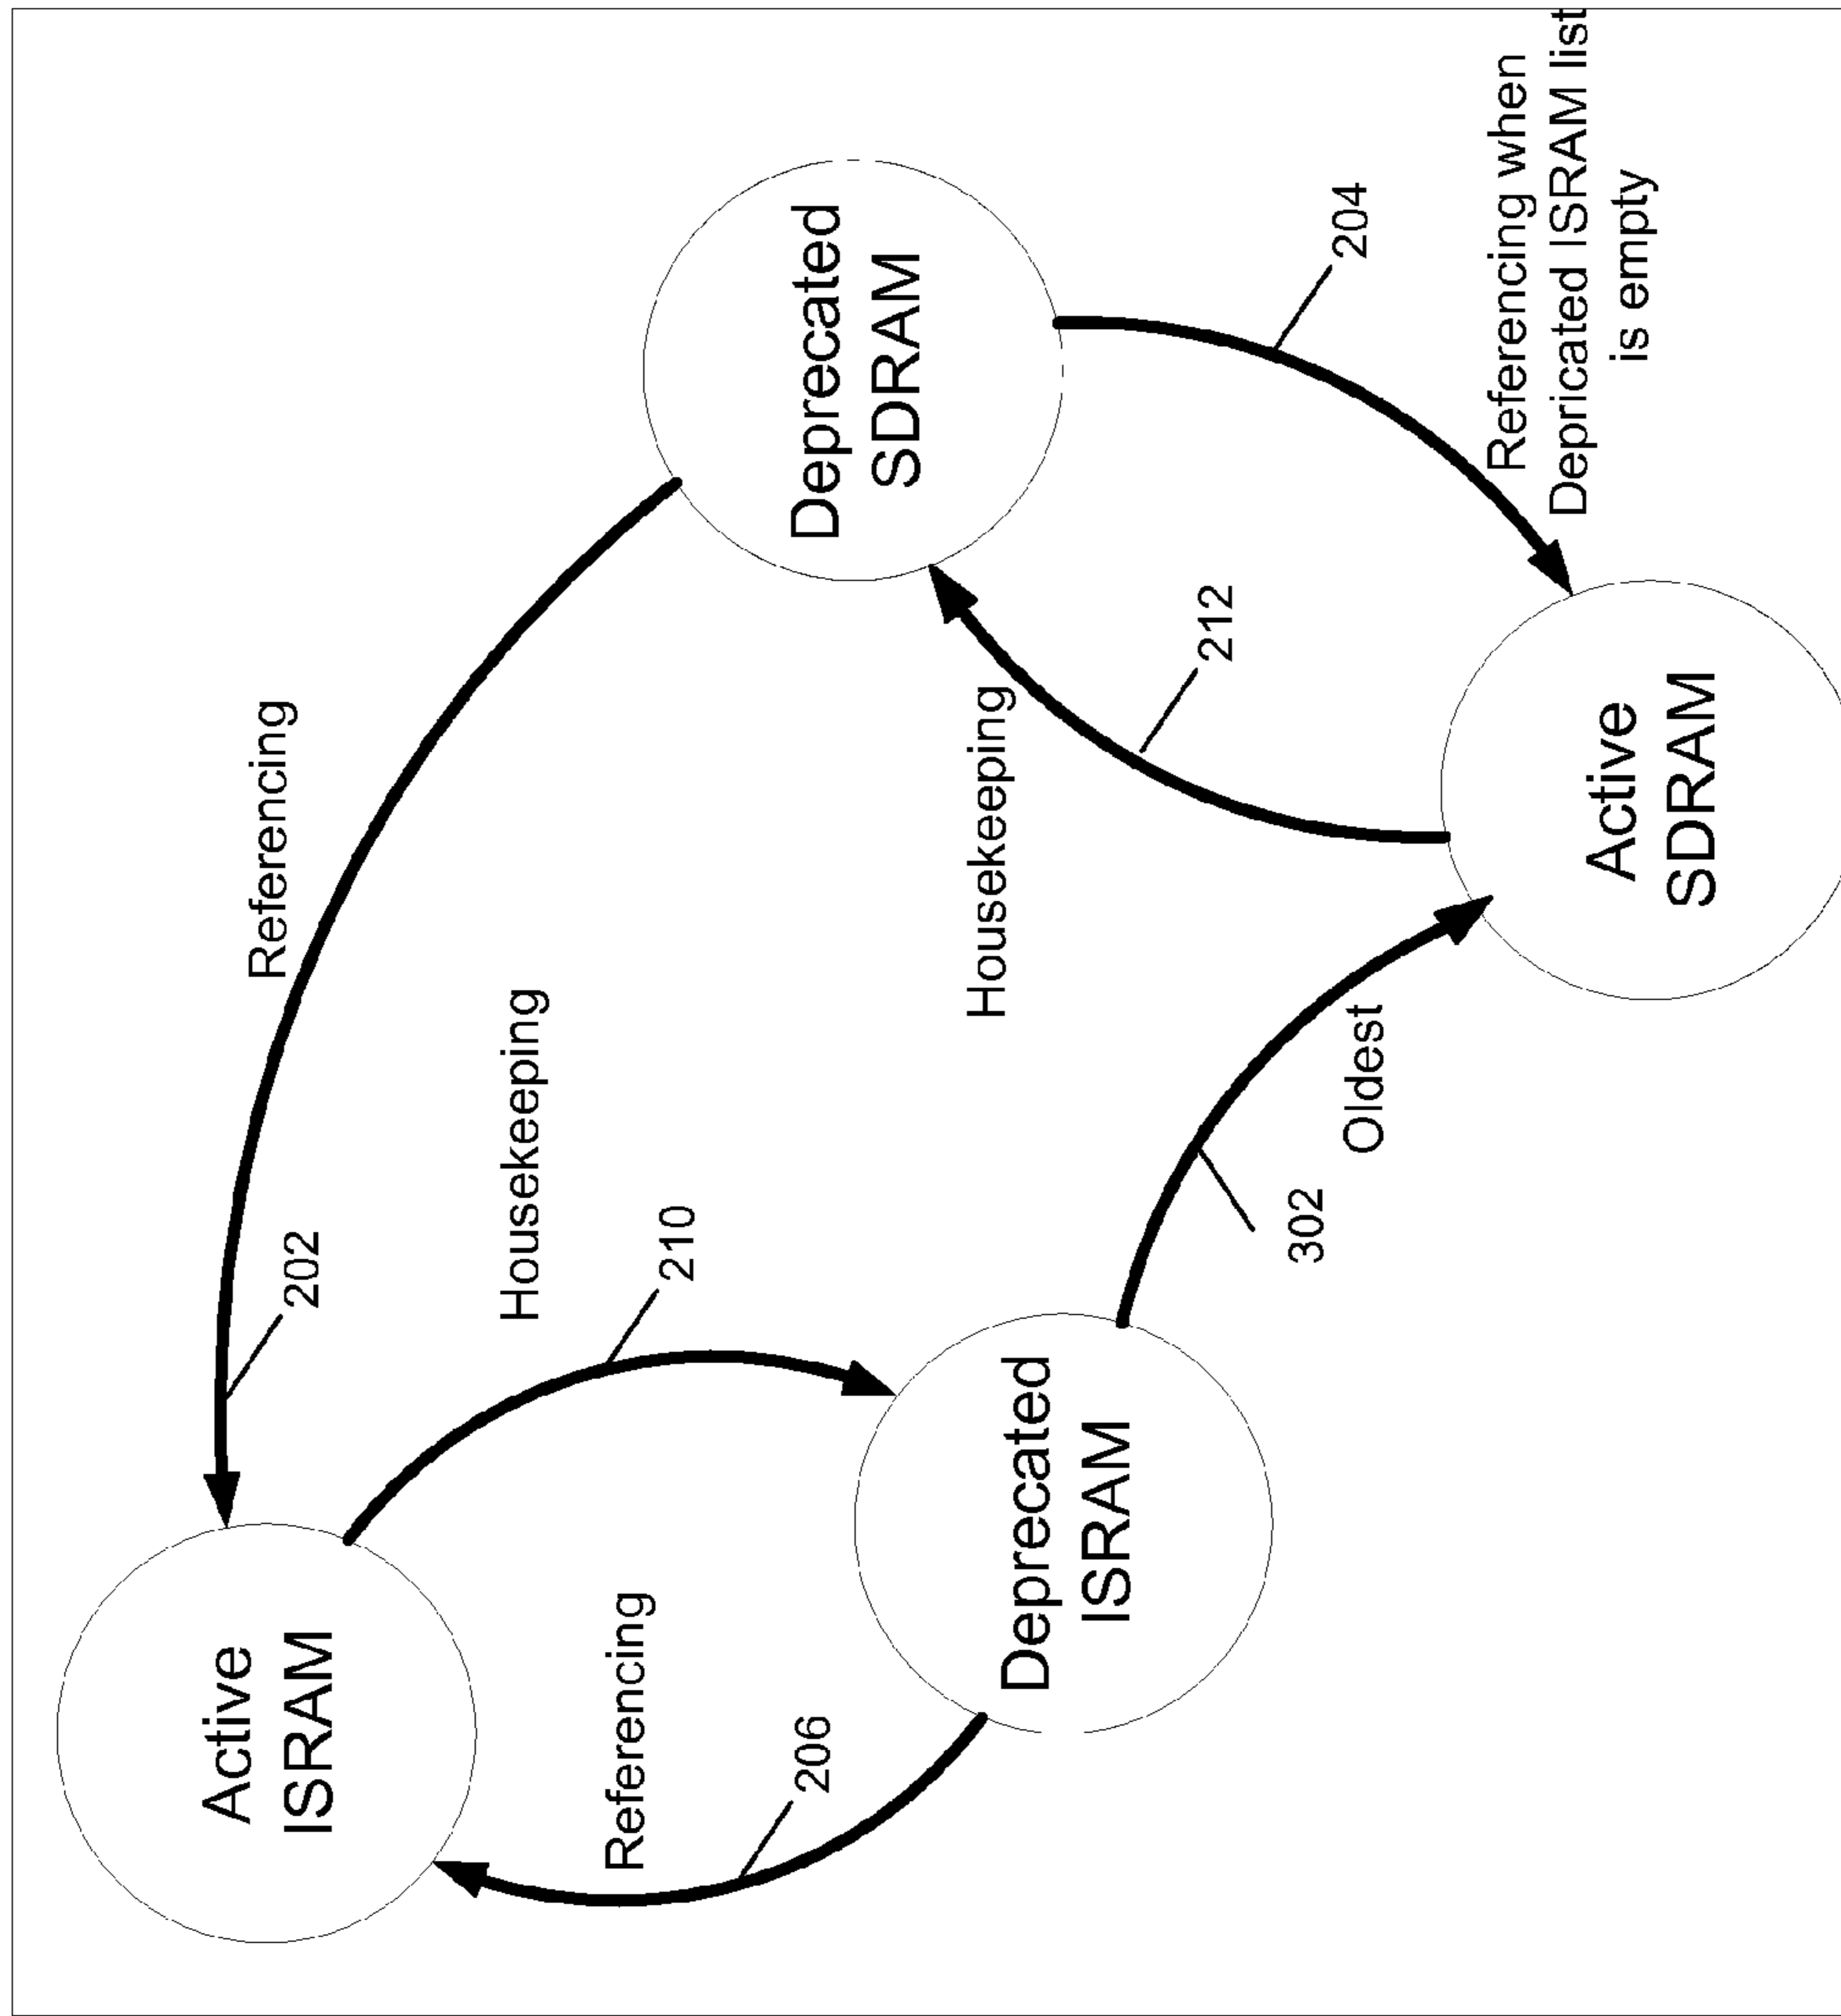 Active
ISRAM
Referencing
202
Housekeeping
210
Referencing
206
Deprecated
SDRAM
Housekeeping
212
Deprecated
ISRAM
302
Oldest
204
Referencing when
Depricated ISRAM list
is empty
Active
SDRAM